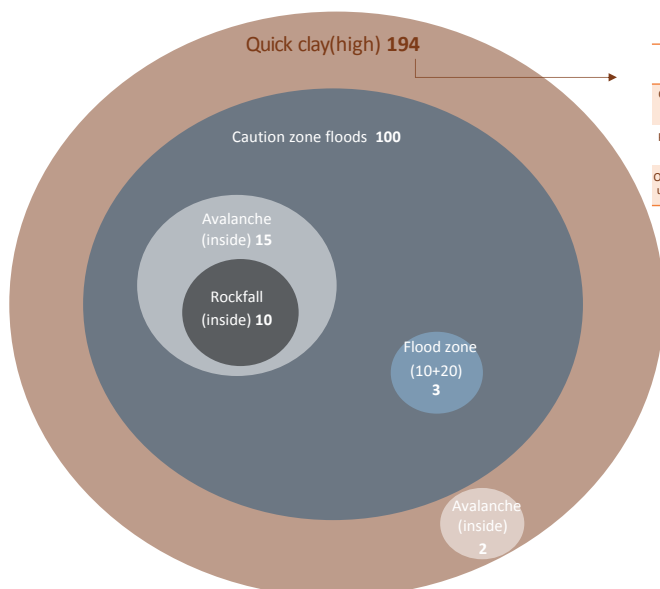 Quick clay(high) 194
Caution zone floods 100
Avalanche
(inside) 15
Rockfall
(inside) 10
Flood zone
(10+20)
3
Avalanche
(inside)
2